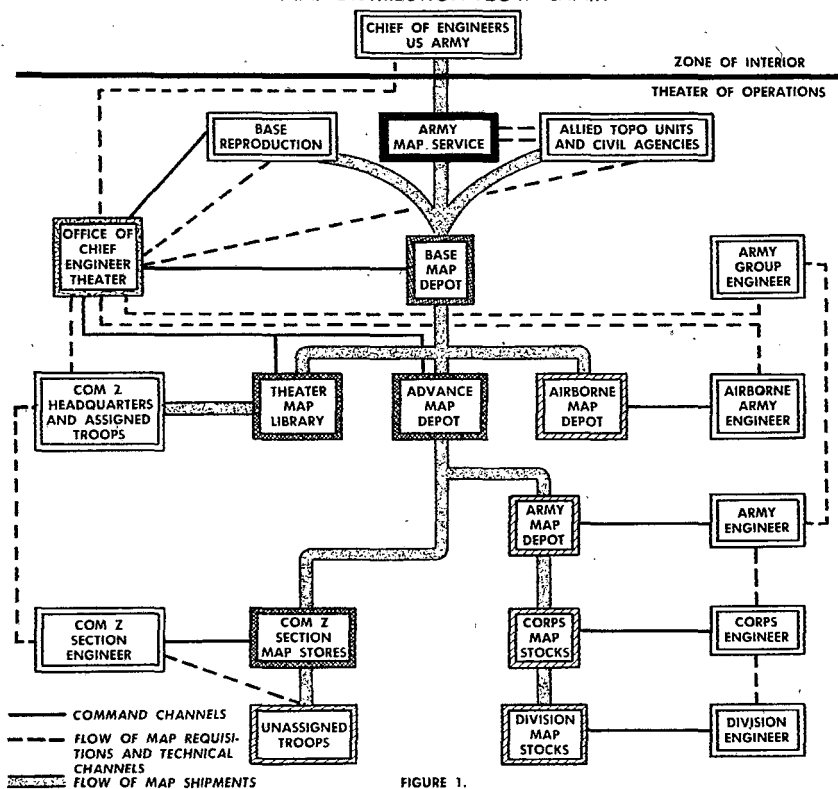 CHIEF OF ENGINEERS
US ARMY
ZONE OF INTERIOR
THEATER OF OPERATIONS
BASE
REPRODUCTION
ARMY
MAP SERVICE
ALLIED TOPO UNITS
AND CIVIL AGENCIES
OFFICE OF
CHIEF
ENGINEER
THEATER
BASE
MAP
DEPOT
ARMY
GROUP
ENGINEER
COM Z
HEADQUARTERS
AND ASSIGNED
TROOPS
THEATER
MAP
LIBRARY
ADVANCE
MAP
DEPOT
AIRBORNE
MAP
DEPOT
AIRBORNE
ARMY
ENGINEER
ARMY
MAP
DEPOT
ARMY
ENGINEER
COM Z
SECTION
ENGINEER
COM Z
SECTION
MAP STORES
CORPS
MAP
STOCKS
CORPS
ENGINEER
UNASSIGNED
TROOPS
DIVISION
MAP
STOCKS
DIVISION
ENGINEER
COMMAND CHANNELS
FLOW OF MAP REQUISI-
TIONS AND TECHNICAL
CHANNELS
FLOW OF MAP SHIPMENTS
FIGURE 1.